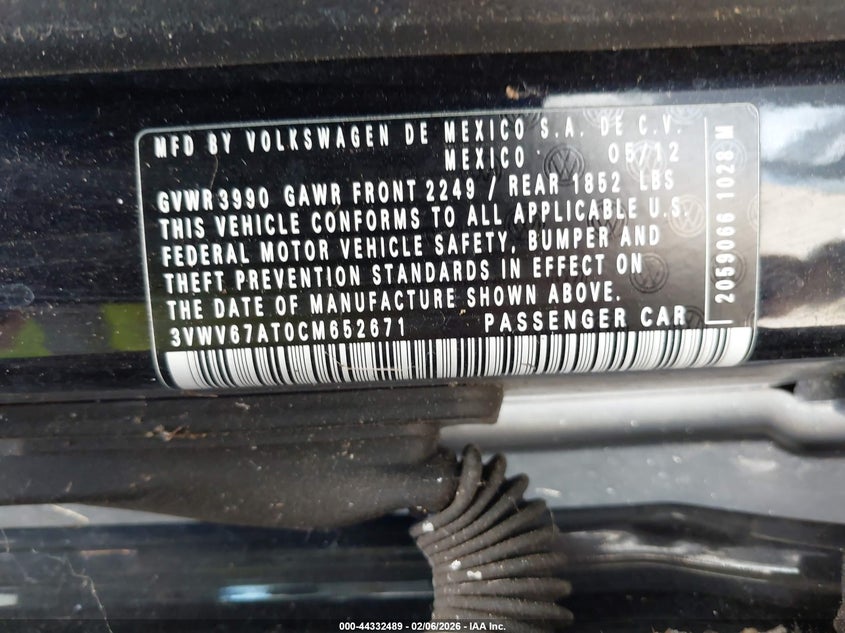 MFD BY VOLKSWAGEN DE MEXICO S.A. DE C.V.
MEXICO 05/12
GVWR 3990 GAWR FRONT 2249 / REAR 1852 LBS
THIS VEHICLE CONFORMS TO ALL APPLICABLE U.S.
FEDERAL MOTOR VEHICLE SAFETY, BUMPER AND
THEFT PREVENTION STANDARDS IN EFFECT ON
THE DATE OF MANUFACTURE SHOWN ABOVE.
3VWV67AT0CM652671 PASSENGER CAR
2059066 1028 M
000-44332489 - 02/06/2026 - IAA Inc.